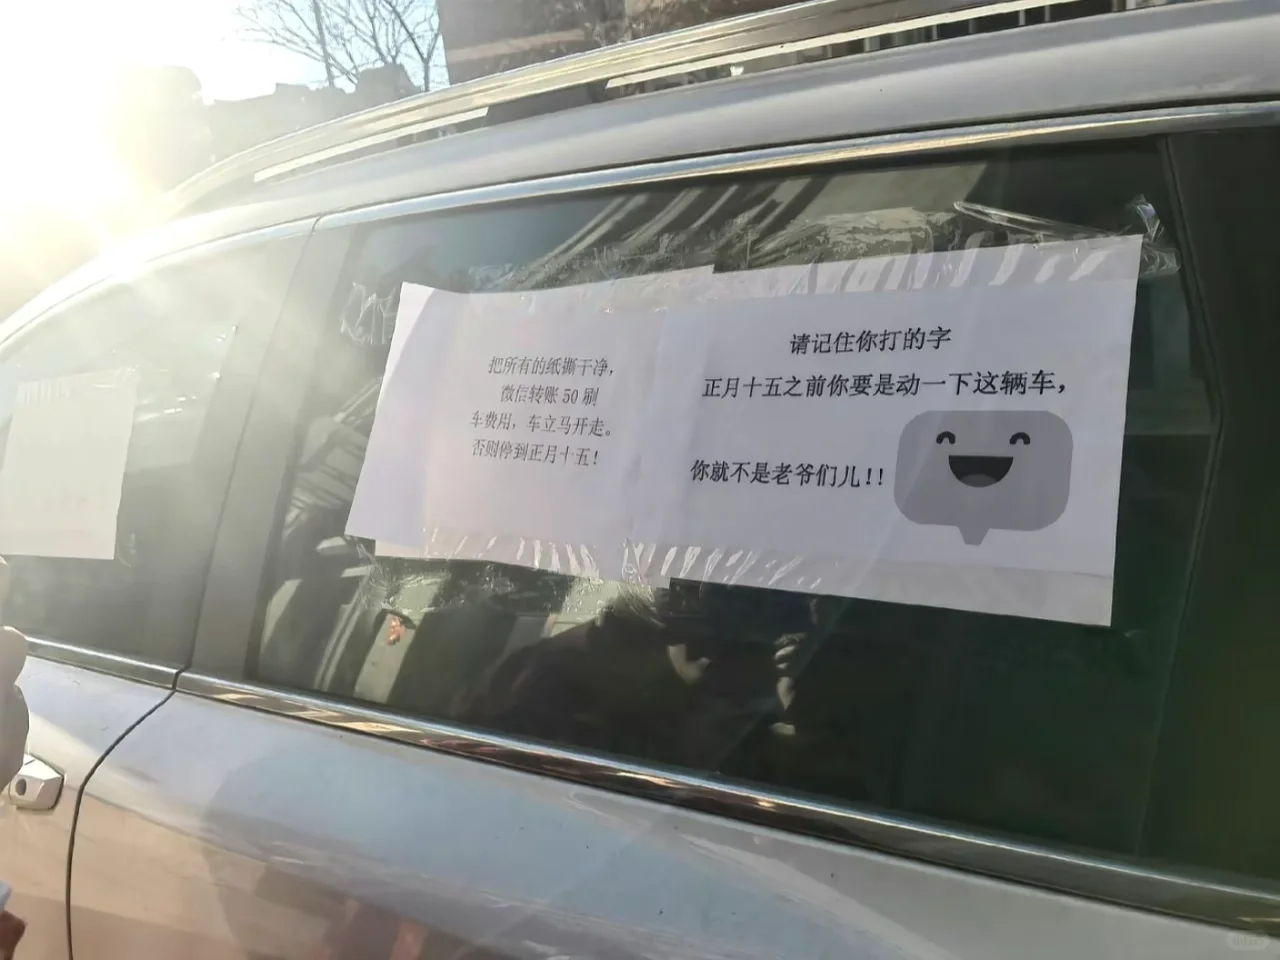 把所有的纸撕干净，
微信转账 50 刷
车费用，车立马开走。
否则停到正月十五！
请记住你打的字
正月十五之前你要是动一下这辆车，
你就不是老爷们儿!!